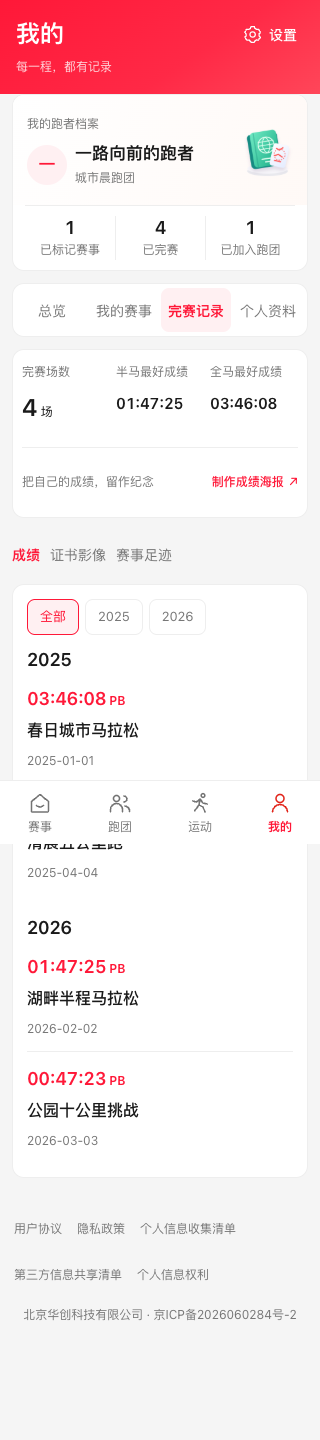 我的
设置
每一程，都有记录
我的跑者档案
一
一路向前的跑者
城市晨跑团
1
4
1
已标记赛事
已完赛
已加入跑团
总览
我的赛事
完赛记录
个人资料
完赛场数
半马最好成绩
全马最好成绩
4 场
01:47:25
03:46:08
把自己的成绩，留作纪念
制作成绩海报
成绩
证书影像
赛事足迹
全部
2025
2026
2025
03:46:08 PB
春日城市马拉松
2025-01-01
赛事
跑团
运动
我的
2025-04-04
2026
01:47:25 PB
湖畔半程马拉松
2026-02-02
00:47:23 PB
公园十公里挑战
2026-03-03
用户协议
隐私政策
个人信息收集清单
第三方信息共享清单
个人信息权利
北京华创科技有限公司 · 京ICP备2026060284号-2